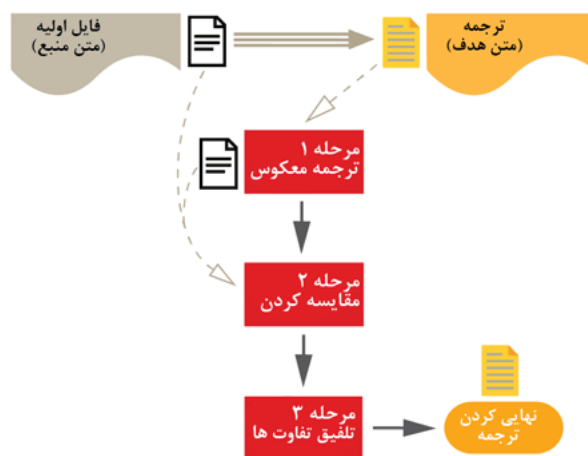 فایل اولیه
(متن منبع)
ترجمه
(متن هدف)
مرحله ۱
ترجمه معکوس
مرحله ۲
مقایسه کردن
مرحله ۳
تلفیق تفاوت ها
نهایی کردن
ترجمه